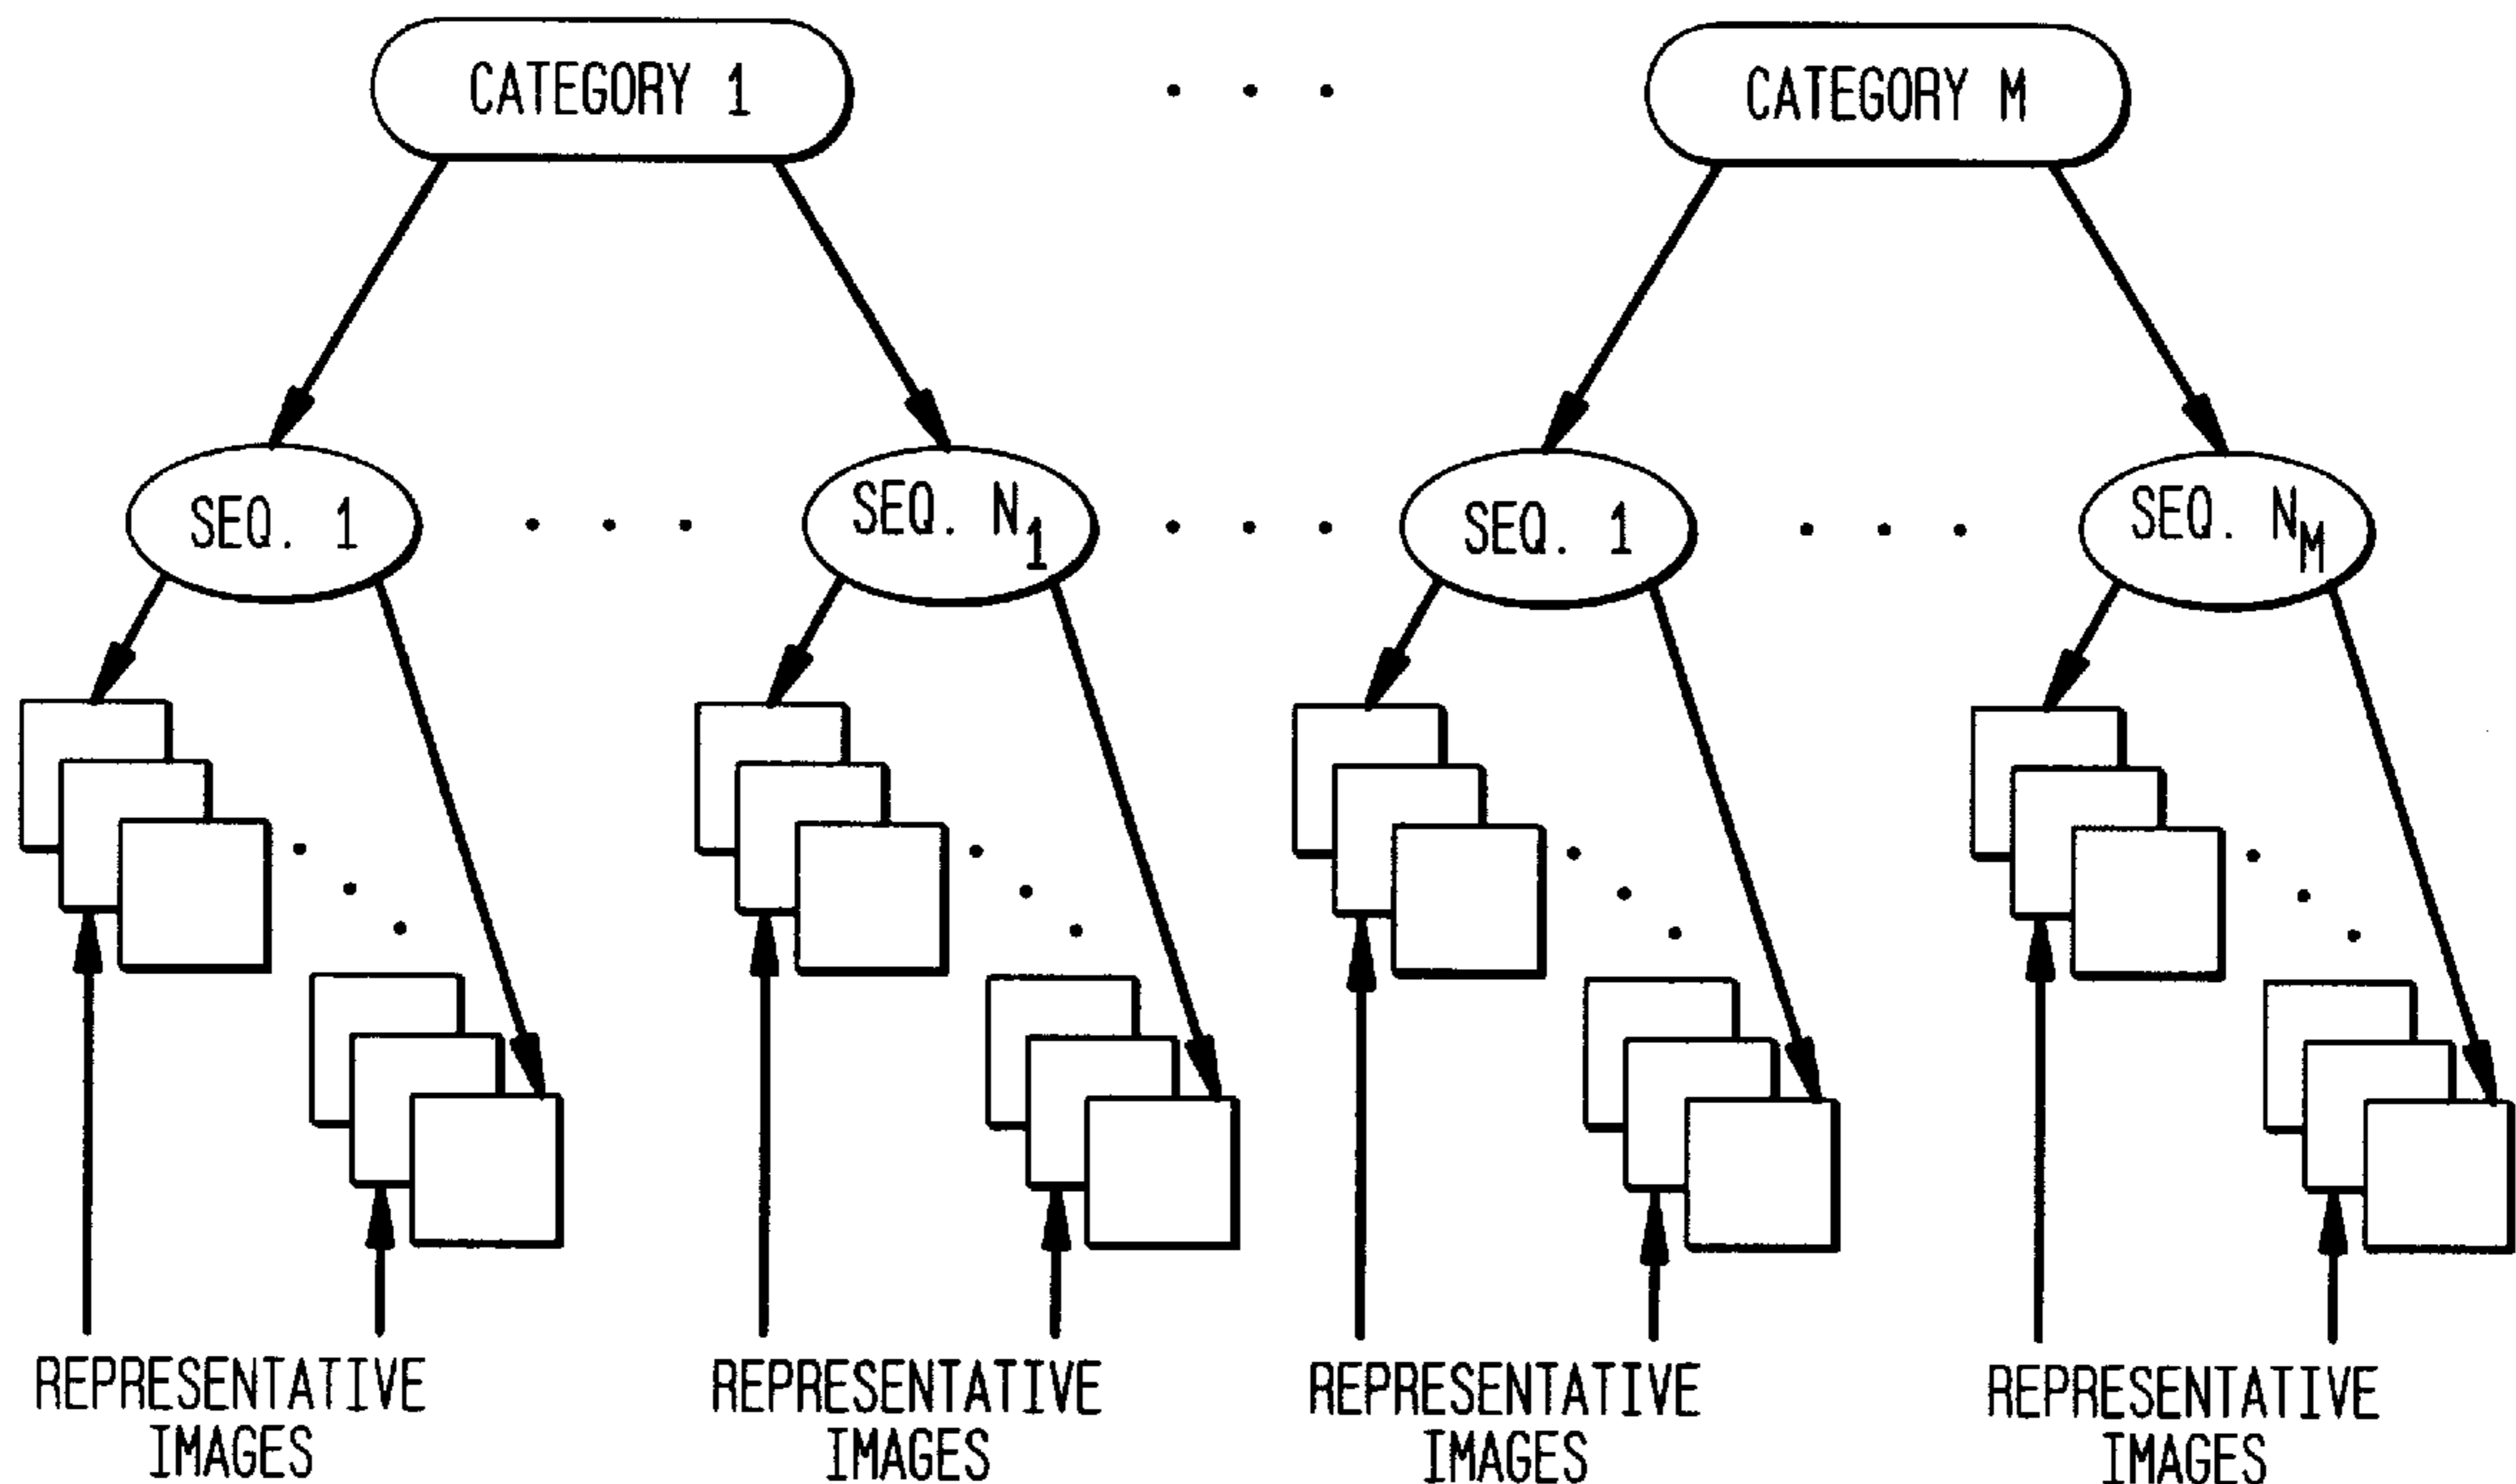 CATEGORY 1
CATEGORY M
SEQ. 1
SEQ. N₁
SEQ. 1
SEQ. Nₘ
REPRESENTATIVE
IMAGES
REPRESENTATIVE
IMAGES
REPRESENTATIVE
IMAGES
REPRESENTATIVE
IMAGES